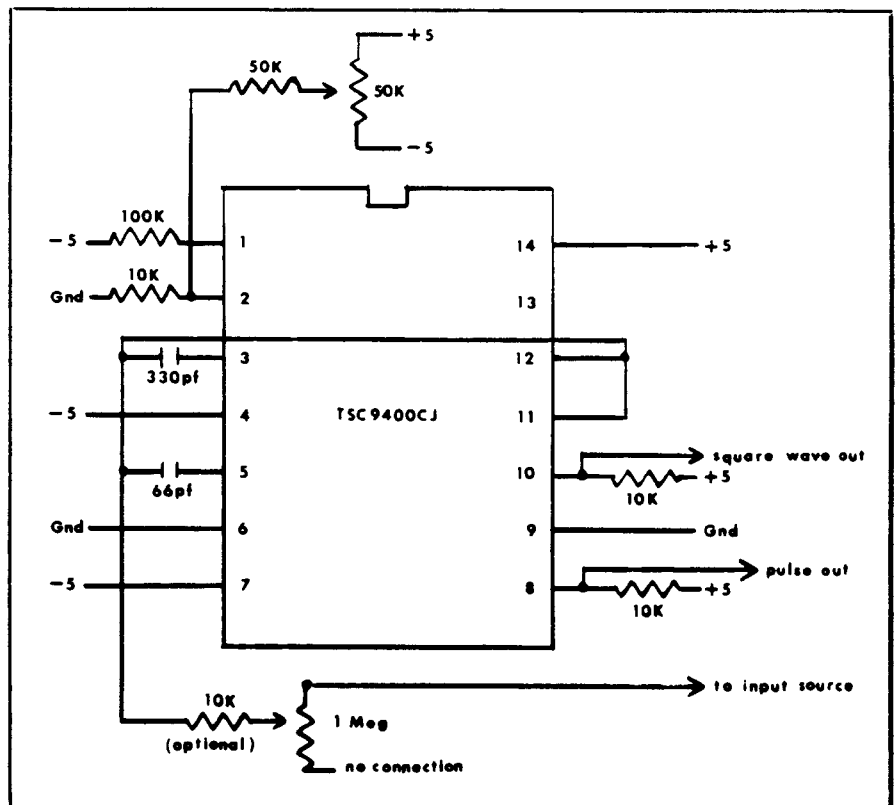 +5
50K
50K
-5
100K
-5
1
14
+5
10K
Gnd
2
13
3
12
330pf
-5
4
TSC9400CJ
11
5
10
square wave out
+5
66pf
10K
Gnd
6
9
Gnd
pulse out
-5
7
8
+5
10K
to input source
10K
1 Meg
(optional)
no connection